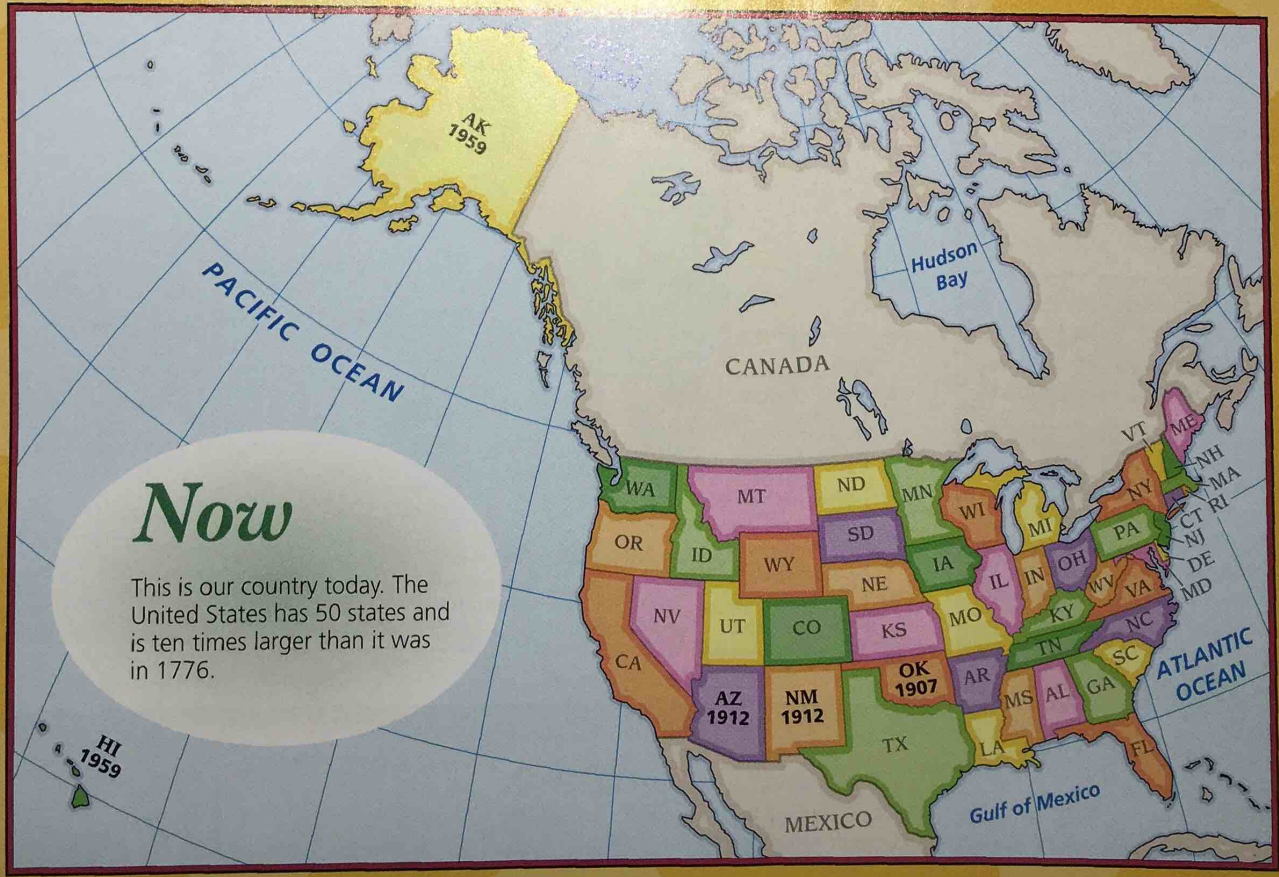 AK
1959
PACIFIC OCEAN
Hudson
Bay
CANADA
Now
This is our country today. The
United States has 50 states and
is ten times larger than it was
in 1776.
HI
1959
WA
OR
CA
ID
NV
MT
WY
UT
AZ
1912
CO
NM
1912
ND
SD
NE
KS
OK
1907
TX
MN
IA
MO
AR
LA
WI
IL
MS
MI
IN
KY
TN
AL
OH
WV
VA
NC
SC
GA
FL
PA
NY
VT
ME
NH
MA
RI
CT
NJ
DE
MD
ATLANTIC
OCEAN
Gulf of Mexico
MEXICO